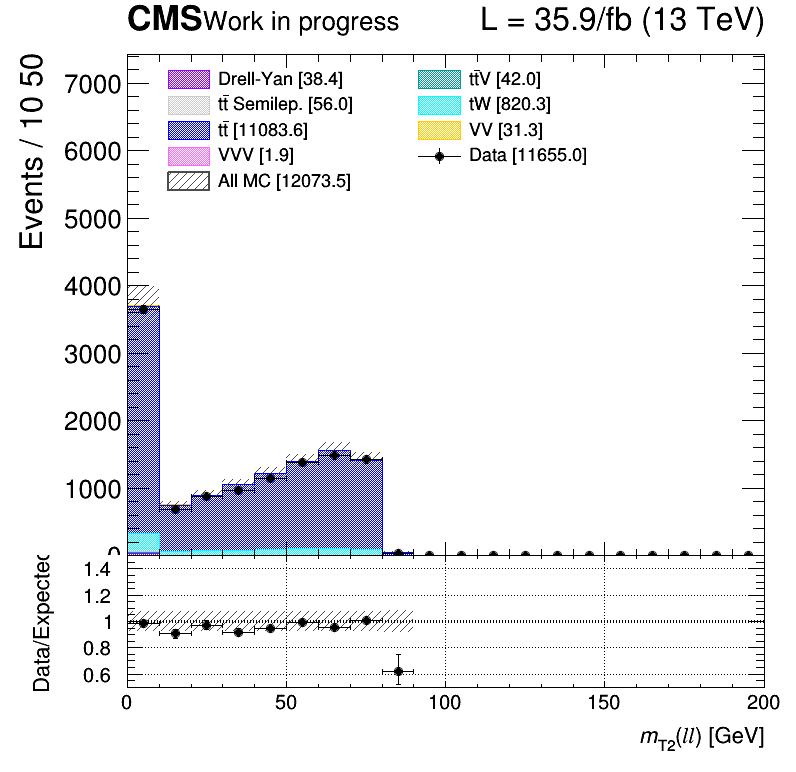 CMS Work in progress L = 35.9/fb (13 TeV)
Events / 10 50
7000
6000
5000
4000
3000
2000
1000
0
Drell-Yan [38.4]
tt̄ Semilep. [56.0]
tt̄ [11083.6]
VVV [1.9]
All MC [12073.5]
tt̄V [42.0]
tW [820.3]
VV [31.3]
Data [11655.0]
Data/Expected
1.4
1.2
1
0.8
0.6
0 50 100 150 200
m_T2(ll) [GeV]